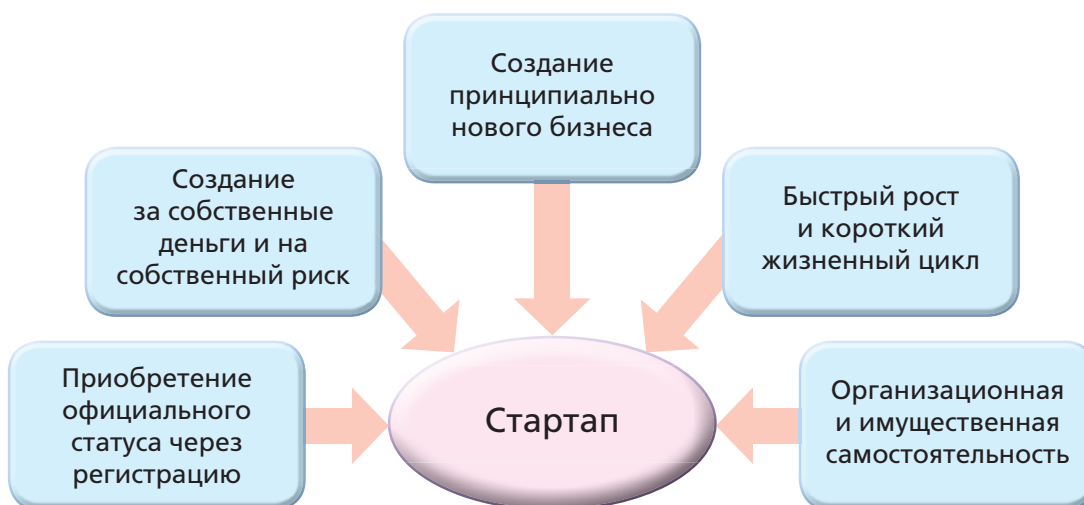 Создание
принципиально
нового бизнеса
Создание
за собственные
деньги и на
собственный риск
Быстрый рост
и короткий
жизненный цикл
Приобретение
официального
статуса через
регистрацию
Стартап
Организационная
и имущественная
самостоятельность